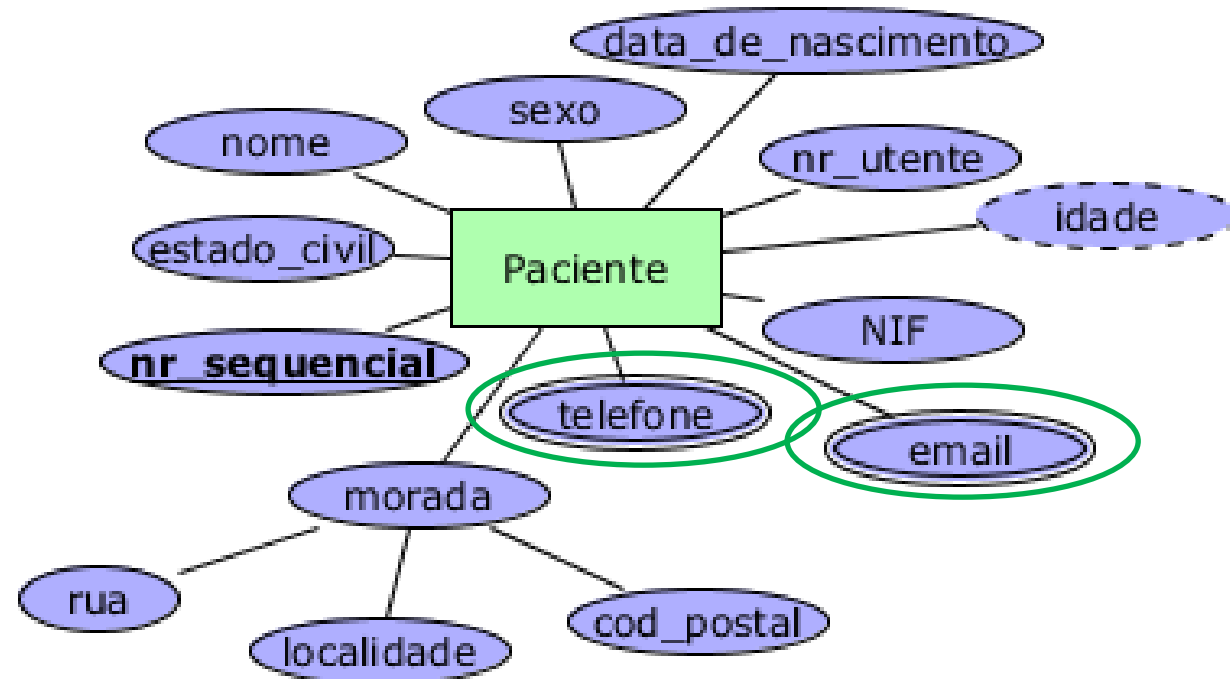 data_de_nascimento
sexo
nome
nr_utente
idade
estado_civil
Paciente
NIF
nr_sequencial
telefone
email
morada
rua
cod_postal
localidade